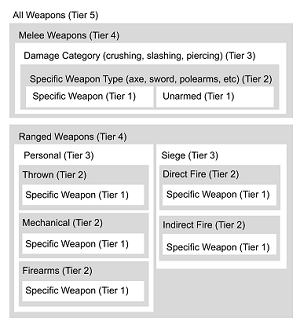 All Weapons (Tier 5)
Melee Weapons (Tier 4)
Damage Category (crushing, slashing, piercing) (Tier 3)
Specific Weapon Type (axe, sword, polearms, etc) (Tier 2)
Specific Weapon (Tier 1)
Unarmed (Tier 1)
Ranged Weapons (Tier 4)
Personal (Tier 3)
Thrown (Tier 2)
Specific Weapon (Tier 1)
Mechanical (Tier 2)
Specific Weapon (Tier 1)
Firearms (Tier 2)
Specific Weapon (Tier 1)
Siege (Tier 3)
Direct Fire (Tier 2)
Specific Weapon (Tier 1)
Indirect Fire (Tier 2)
Specific Weapon (Tier 1)